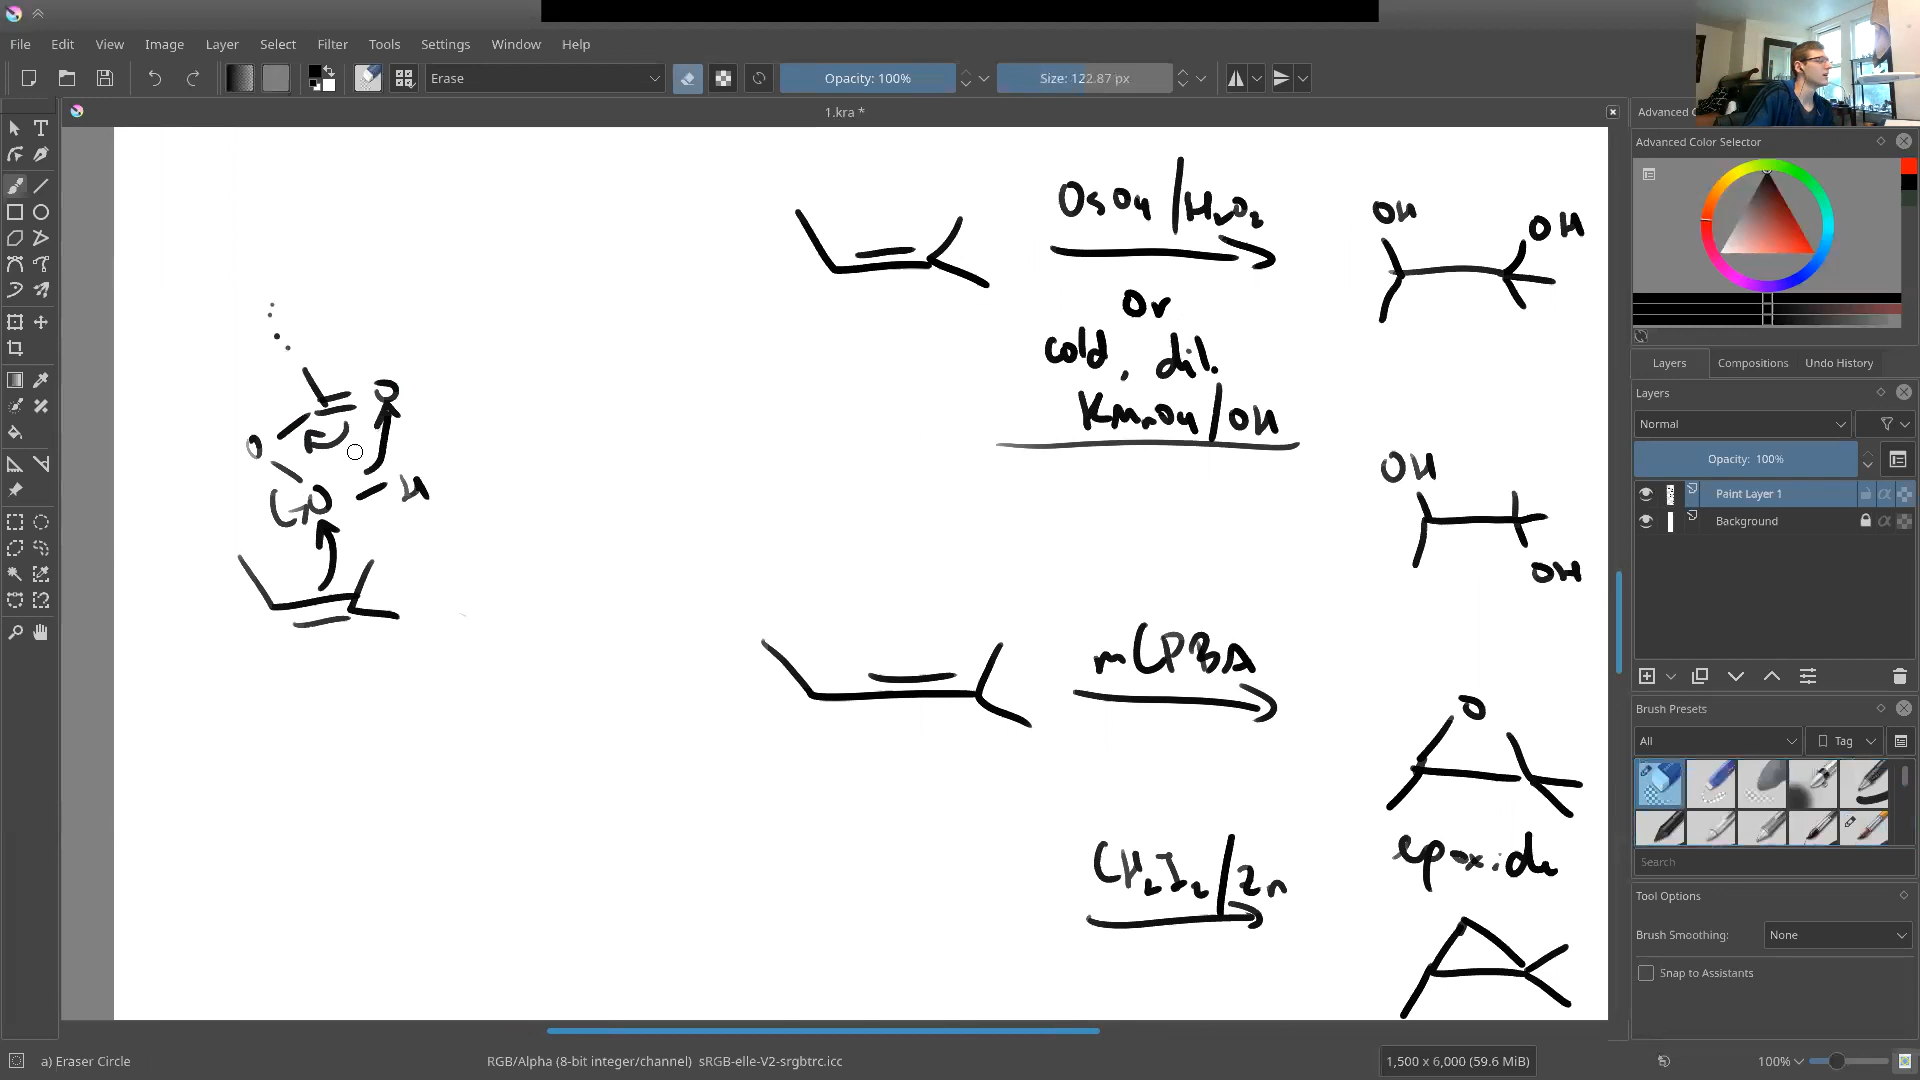 File Edit View Image Layer Select Filter Tools Settings Window Help
Erase
Opacity: 100%
Size: 122.87 px
1.kra *
OsO4 / H2O2
OH
OH
or
cold, dil.
KMnO4 / OH
O
O
O
H
OH
OH
mCPBA
O
epoxide
CH2I2 / Zn
Advanced Co
Advanced Color Selector
Layers Compositions Undo History
Layers
Normal
Opacity: 100%
Paint Layer 1
Background
Brush Presets
All
Tag
Search
Tool Options
Brush Smoothing: None
Snap to Assistants
a) Eraser Circle
RGB/Alpha (8-bit integer/channel) sRGB-elle-V2-srgbtrc.icc
1,500 x 6,000 (59.6 MiB)
100%